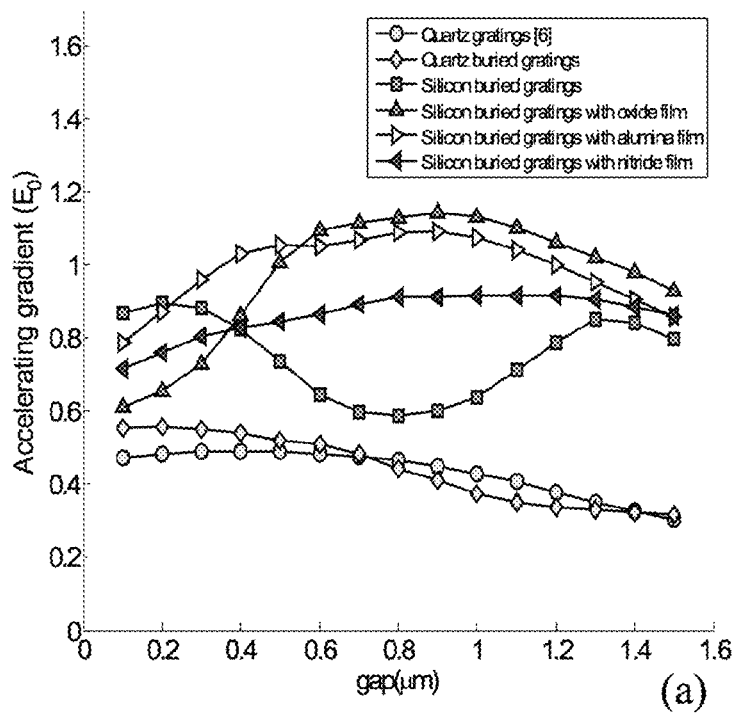 Quartz gratings [6]
Quartz buried gratings
Silicon buried gratings
Silicon buried gratings with oxide film
Silicon buried gratings with alumina film
Silicon buried gratings with nitride film
Accelerating gradient (E0)
1.6
1.4
1.2
1
0.8
0.6
0.4
0.2
0
0 0.2 0.4 0.6 0.8 1 1.2 1.4 1.6
gap(μm)
(a)